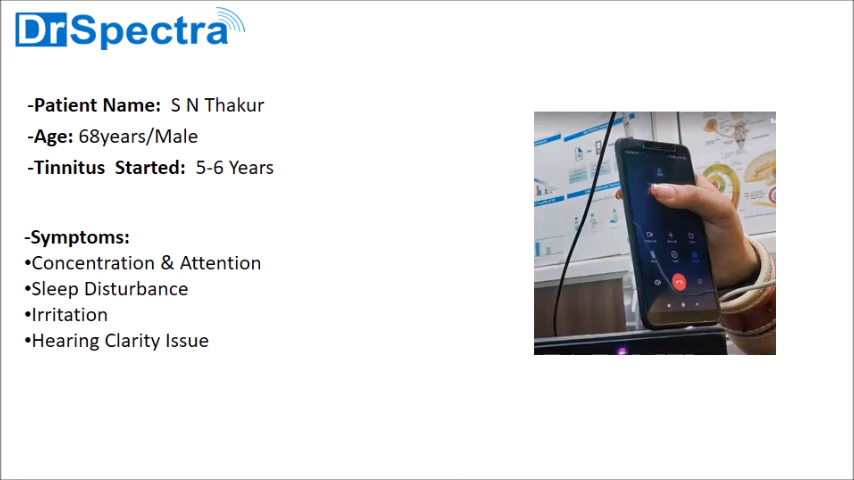 DrSpectra
-Patient Name: S N Thakur
-Age: 68years/Male
-Tinnitus Started: 5-6 Years
-Symptoms:
•Concentration & Attention
•Sleep Disturbance
•Irritation
•Hearing Clarity Issue